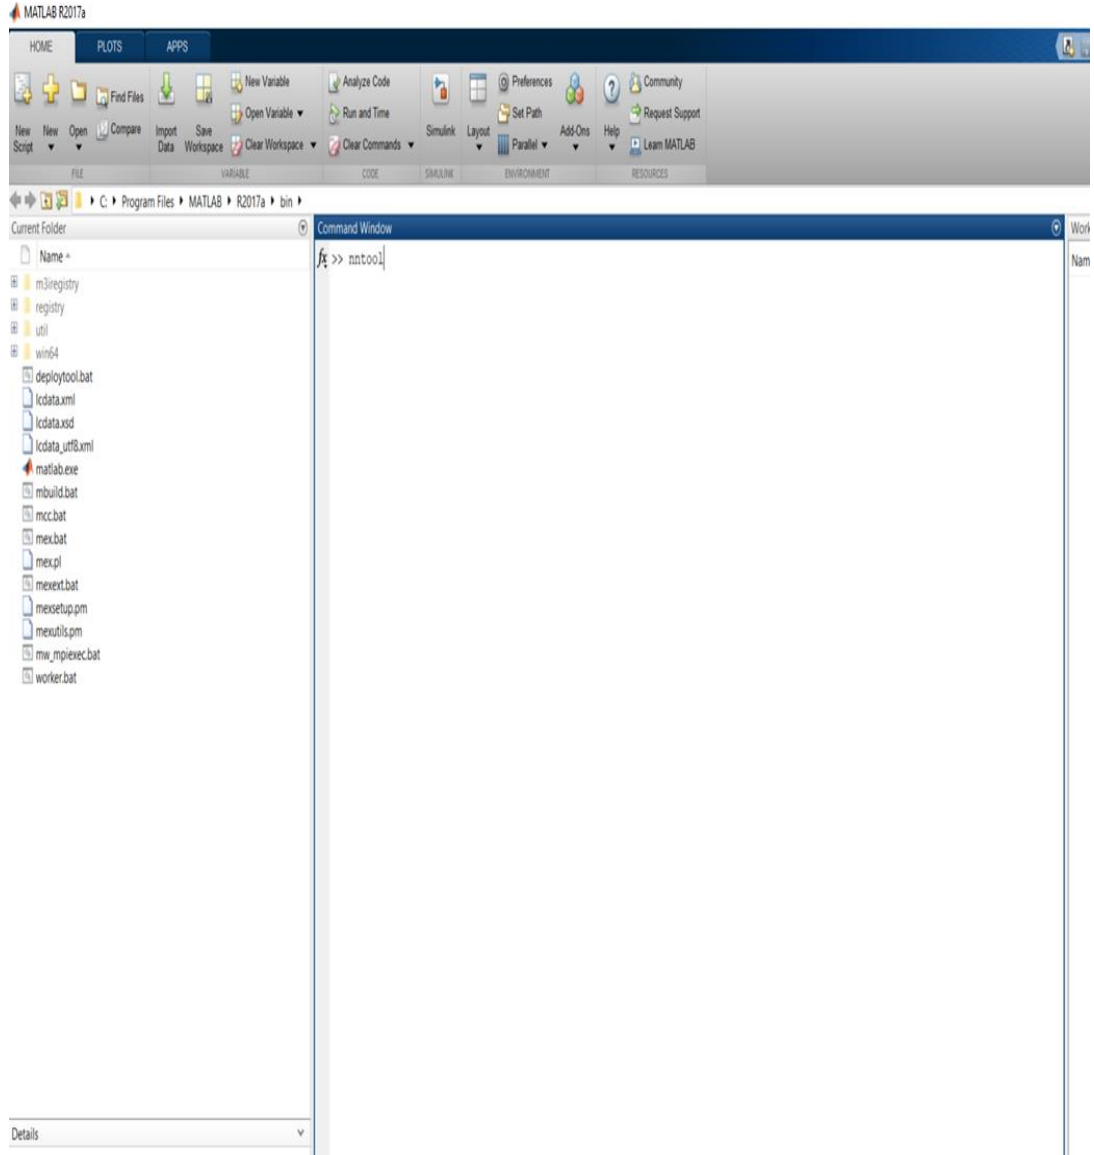 MATLAB R2017a
HOME PLOTS APPS
New Script
New
Open
Find Files
Compare
Import Data
Save Workspace
New Variable
Open Variable
Clear Workspace
Analyze Code
Run and Time
Clear Commands
Simulink
Layout
Preferences
Set Path
Parallel
Add-Ons
Help
Community
Request Support
Learn MATLAB
FILE VARIABLE CODE SIMULINK ENVIRONMENT RESOURCES
C: Program Files MATLAB R2017a bin
Current Folder
Name
m3iregistry
registry
util
win64
deploytool.bat
lcdata.xml
lcdata.xsd
lcdata_utf8.xml
matlab.exe
mbuild.bat
mcc.bat
mex.bat
mex.pl
mexext.bat
mexsetup.pm
mexutils.pm
mw_mpiexec.bat
worker.bat
Details
Command Window
fx >> nntool
Work
Nam